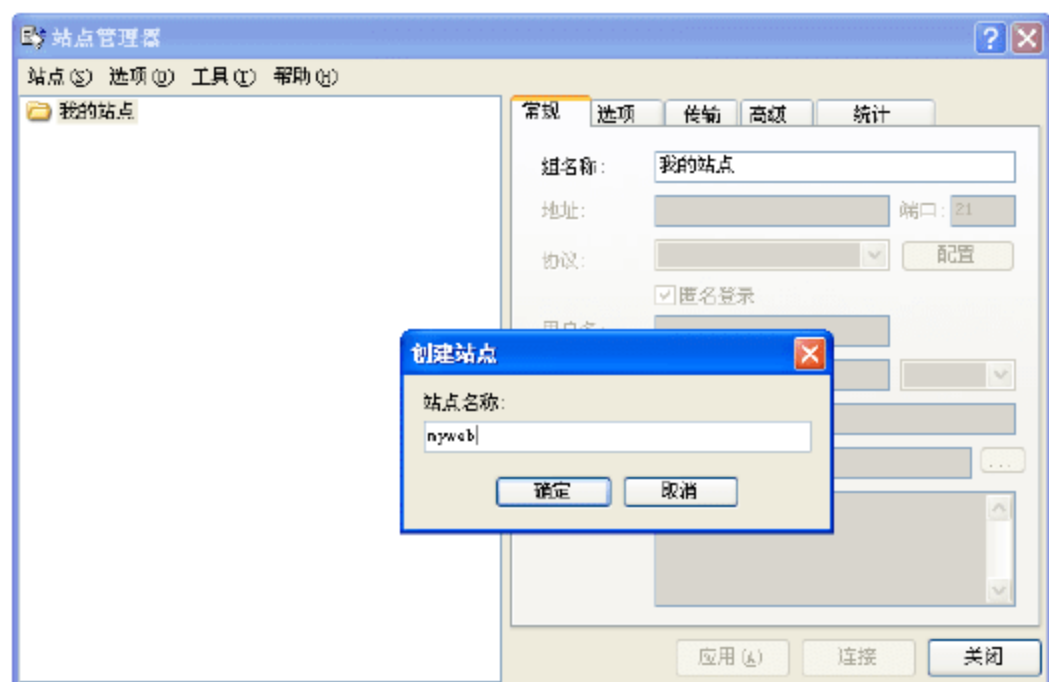 站点管理器
站点(S) 选项(O) 工具(T) 帮助(H)
我的站点
常规 选项 传输 高级 统计
组名称: 我的站点
地址: 端口: 21
协议: 配置
匿名登录
用户名:
创建站点
站点名称:
myweb
确定 取消
...
应用(A) 连接 关闭